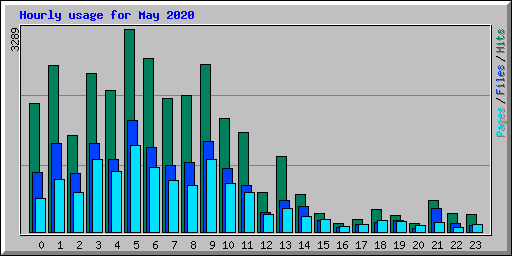 Hourly usage for May 2020
3289
Pages / Files / Hits
0 1 2 3 4 5 6 7 8 9 10 11 12 13 14 15 16 17 18 19 20 21 22 23